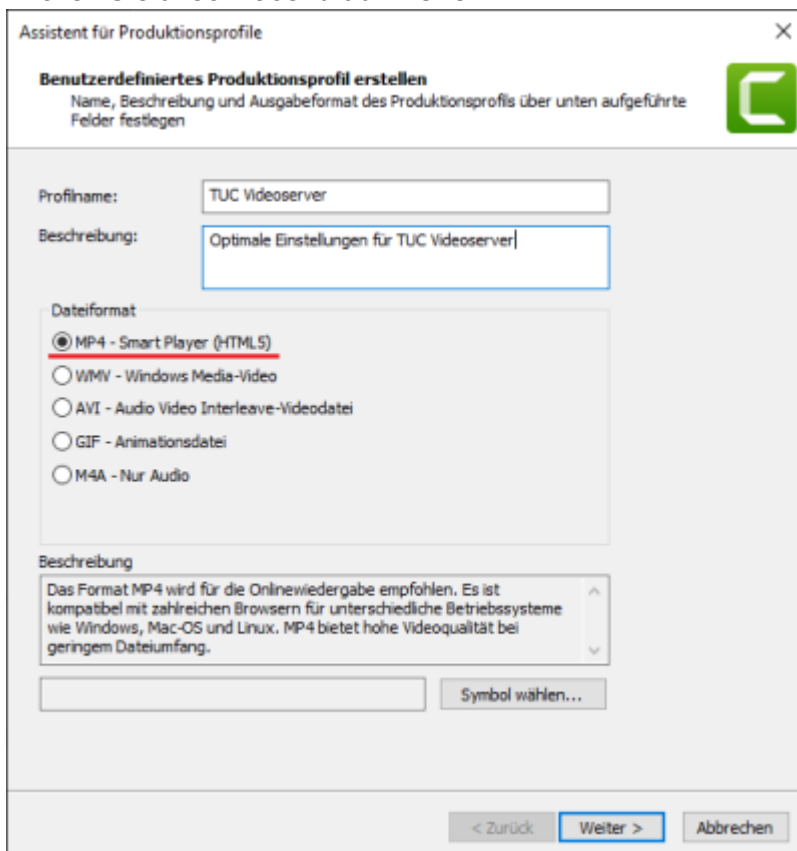 Assistent für Produktionsprofile
Benutzerdefiniertes Produktionsprofil erstellen
Name, Beschreibung und Ausgabeformat des Produktionsprofils über unten aufgeführte
Felder festlegen
Profilname:
TUC Videoserver
Beschreibung:
Optimale Einstellungen für TUC Videoserver
Dateiformat
MP4 - Smart Player (HTML5)
WMV - Windows Media-Video
AVI - Audio Video Interleave-Videodatei
GIF - Animationsdatei
M4A - Nur Audio
Beschreibung
Das Format MP4 wird für die Onlinewiedergabe empfohlen. Es ist
kompatibel mit zahlreichen Browsern für unterschiedliche Betriebssysteme
wie Windows, Mac-OS und Linux. MP4 bietet hohe Videoqualität bei
geringem Dateiumfang.
Symbol wählen...
< Zurück
Weiter >
Abbrechen